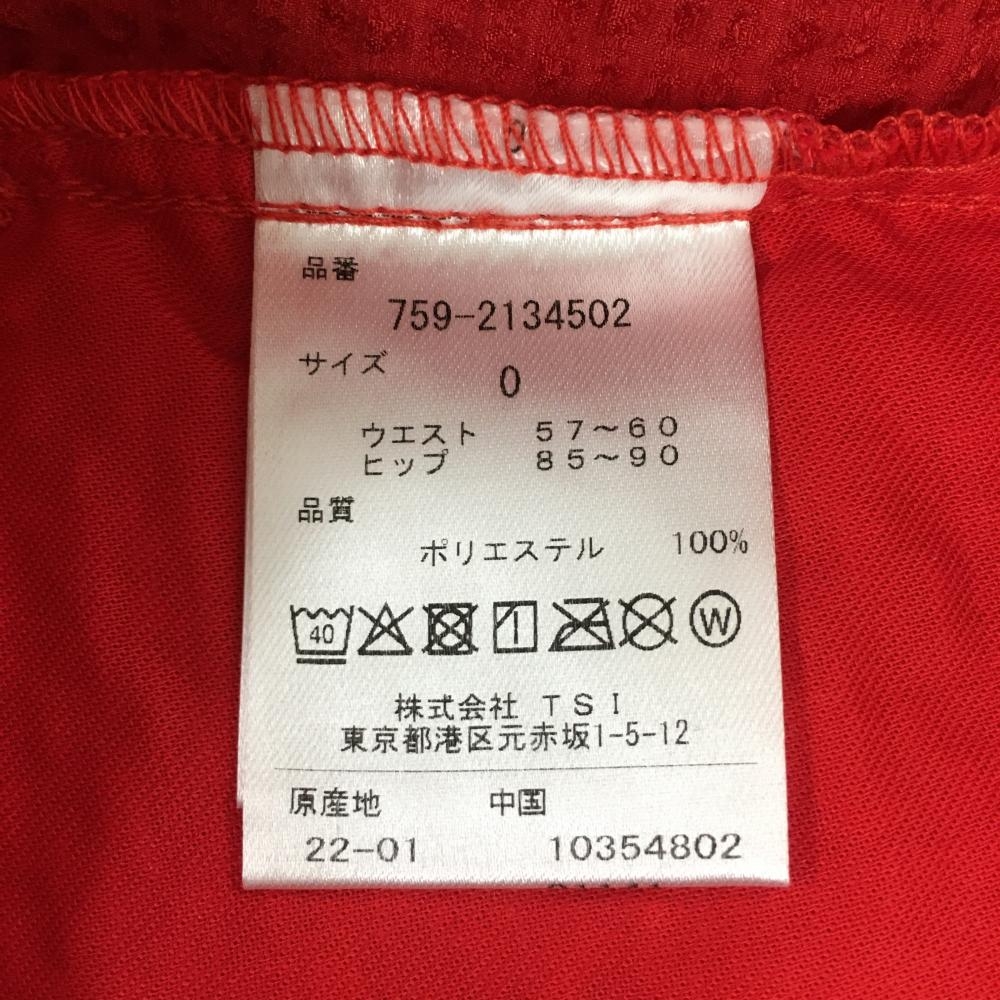 品番
759-2134502
サイズ
0
ウエスト 57～60
ヒップ 85～90
品質
ポリエステル 100%
40 W
株式会社 TSI
東京都港区元赤坂1-5-12
原産地 中国
22-01 10354802